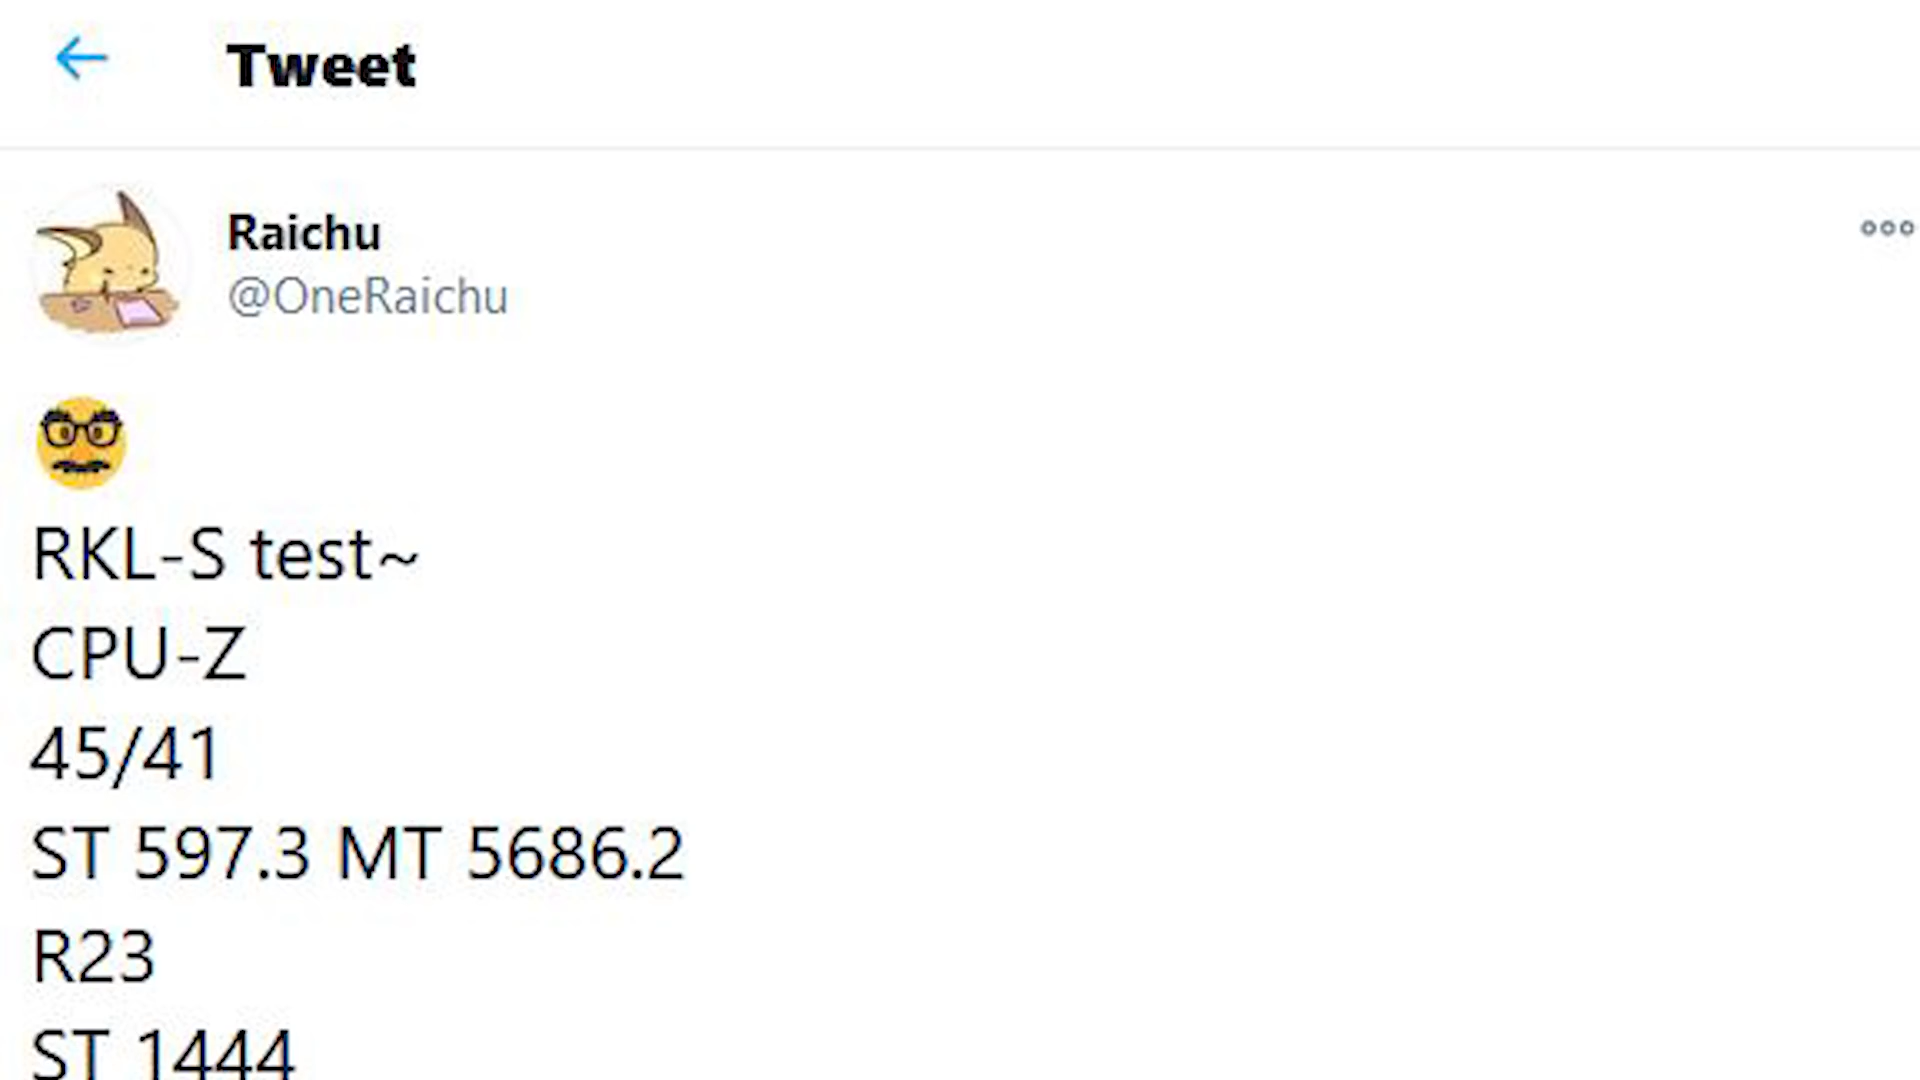 Tweet
Raichu
@OneRaichu
RKL-S test~
CPU-Z
45/41
ST 597.3 MT 5686.2
R23
ST 1444